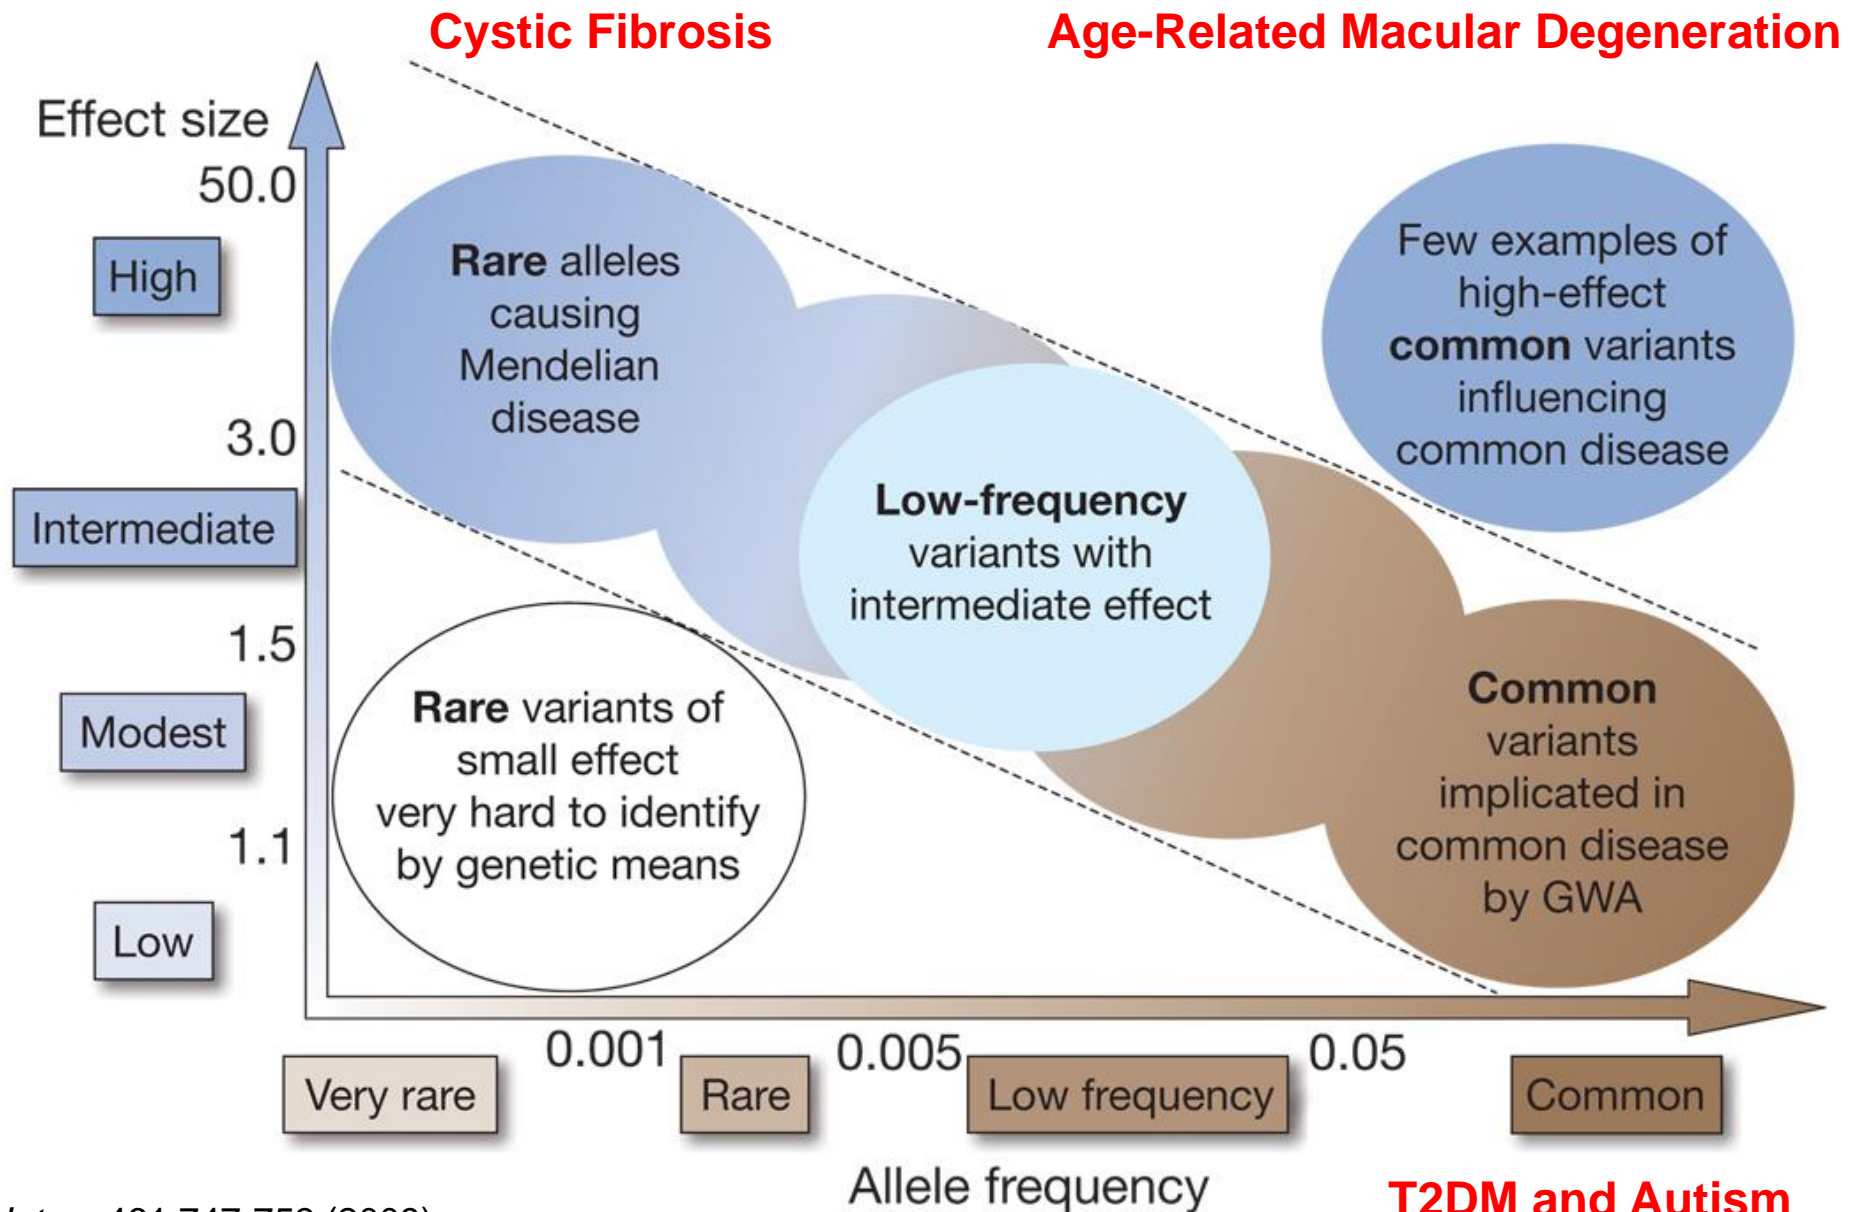 Cystic Fibrosis
Age-Related Macular Degeneration
Effect size
50.0
High
3.0
Intermediate
1.5
Modest
1.1
Low
Rare alleles
causing
Mendelian
disease
Few examples of
high-effect
common variants
influencing
common disease
Low-frequency
variants with
intermediate effect
Rare variants of
small effect
very hard to identify
by genetic means
Common
variants
implicated in
common disease
by GWA
0.001
0.005
0.05
Very rare
Rare
Low frequency
Common
Allele frequency
T2DM and Autism